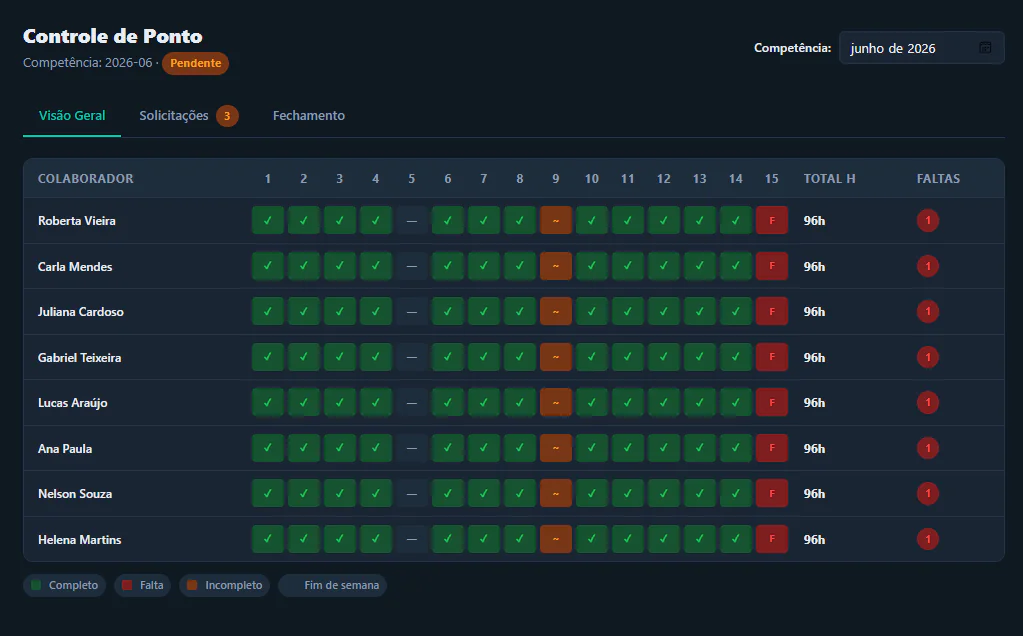 Controle de Ponto
Competência: 2026-06 · Pendente
Competência: junho de 2026
Visão Geral Solicitações 3 Fechamento
COLABORADOR 1 2 3 4 5 6 7 8 9 10 11 12 13 14 15 TOTAL H FALTAS
Roberta Vieira ✓ ✓ ✓ ✓ — ✓ ✓ ✓ ~ ✓ ✓ ✓ ✓ ✓ F 96h 1
Carla Mendes ✓ ✓ ✓ ✓ — ✓ ✓ ✓ ~ ✓ ✓ ✓ ✓ ✓ F 96h 1
Juliana Cardoso ✓ ✓ ✓ ✓ — ✓ ✓ ✓ ~ ✓ ✓ ✓ ✓ ✓ F 96h 1
Gabriel Teixeira ✓ ✓ ✓ ✓ — ✓ ✓ ✓ ~ ✓ ✓ ✓ ✓ ✓ F 96h 1
Lucas Araújo ✓ ✓ ✓ ✓ — ✓ ✓ ✓ ~ ✓ ✓ ✓ ✓ ✓ F 96h 1
Ana Paula ✓ ✓ ✓ ✓ — ✓ ✓ ✓ ~ ✓ ✓ ✓ ✓ ✓ F 96h 1
Nelson Souza ✓ ✓ ✓ ✓ — ✓ ✓ ✓ ~ ✓ ✓ ✓ ✓ ✓ F 96h 1
Helena Martins ✓ ✓ ✓ ✓ — ✓ ✓ ✓ ~ ✓ ✓ ✓ ✓ ✓ F 96h 1
Completo Falta Incompleto Fim de semana